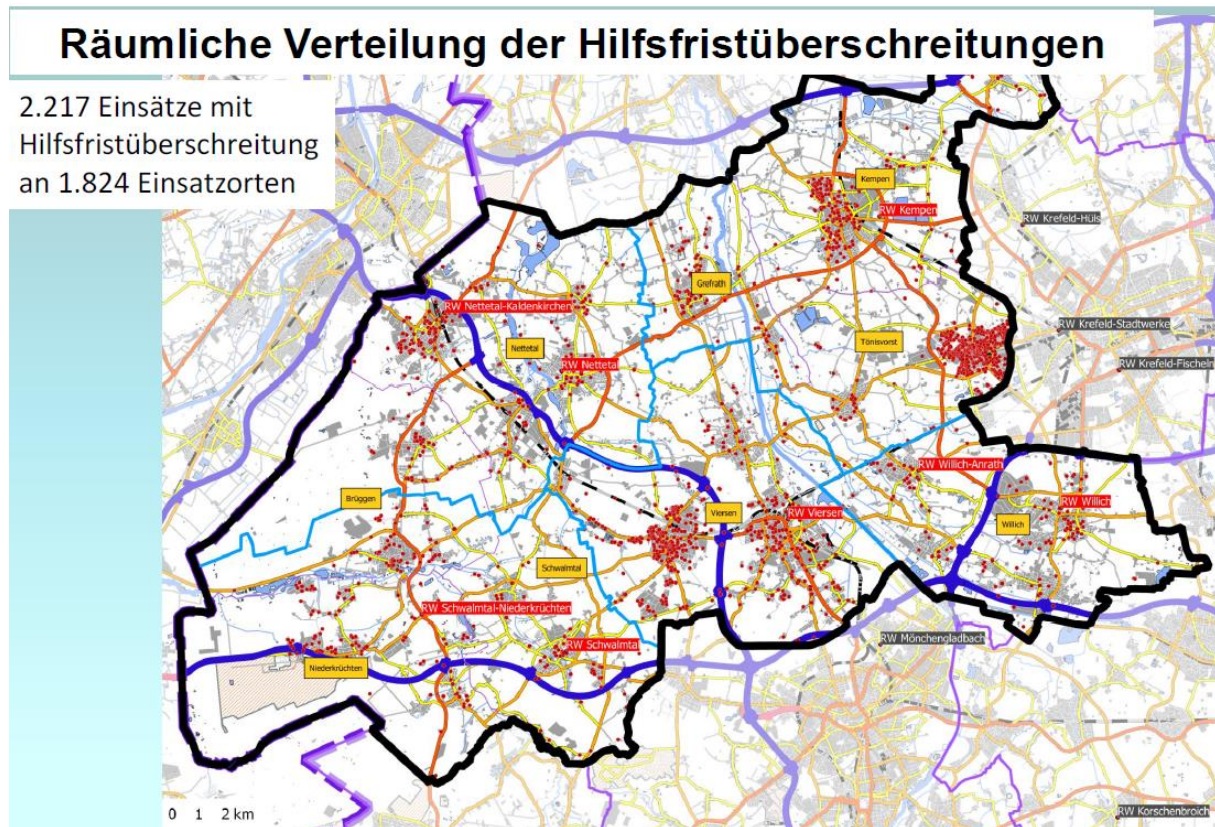 Räumliche Verteilung der Hilfsfristüberschreitungen
2.217 Einsätze mit
Hilfsfristüberschreitung
an 1.824 Einsatzorten
Kempen
RW Kempen
RW Krefeld-Hüls
Grefrath
RW Nettetal-Kaldenkirchen
RW Krefeld-Stadtwerke
Nettetal
Tönisvorst
RW Nettetal
RW Krefeld-Fischeln
RW Willich-Anrath
Brüggen
RW Willich
Viersen
RW Viersen
Willich
Schwalmtal
RW Schwalmtal-Niederkrüchten
RW Mönchengladbach
RW Schwalmtal
Niederkrüchten
0 1 2 km
RW Korschenbroich